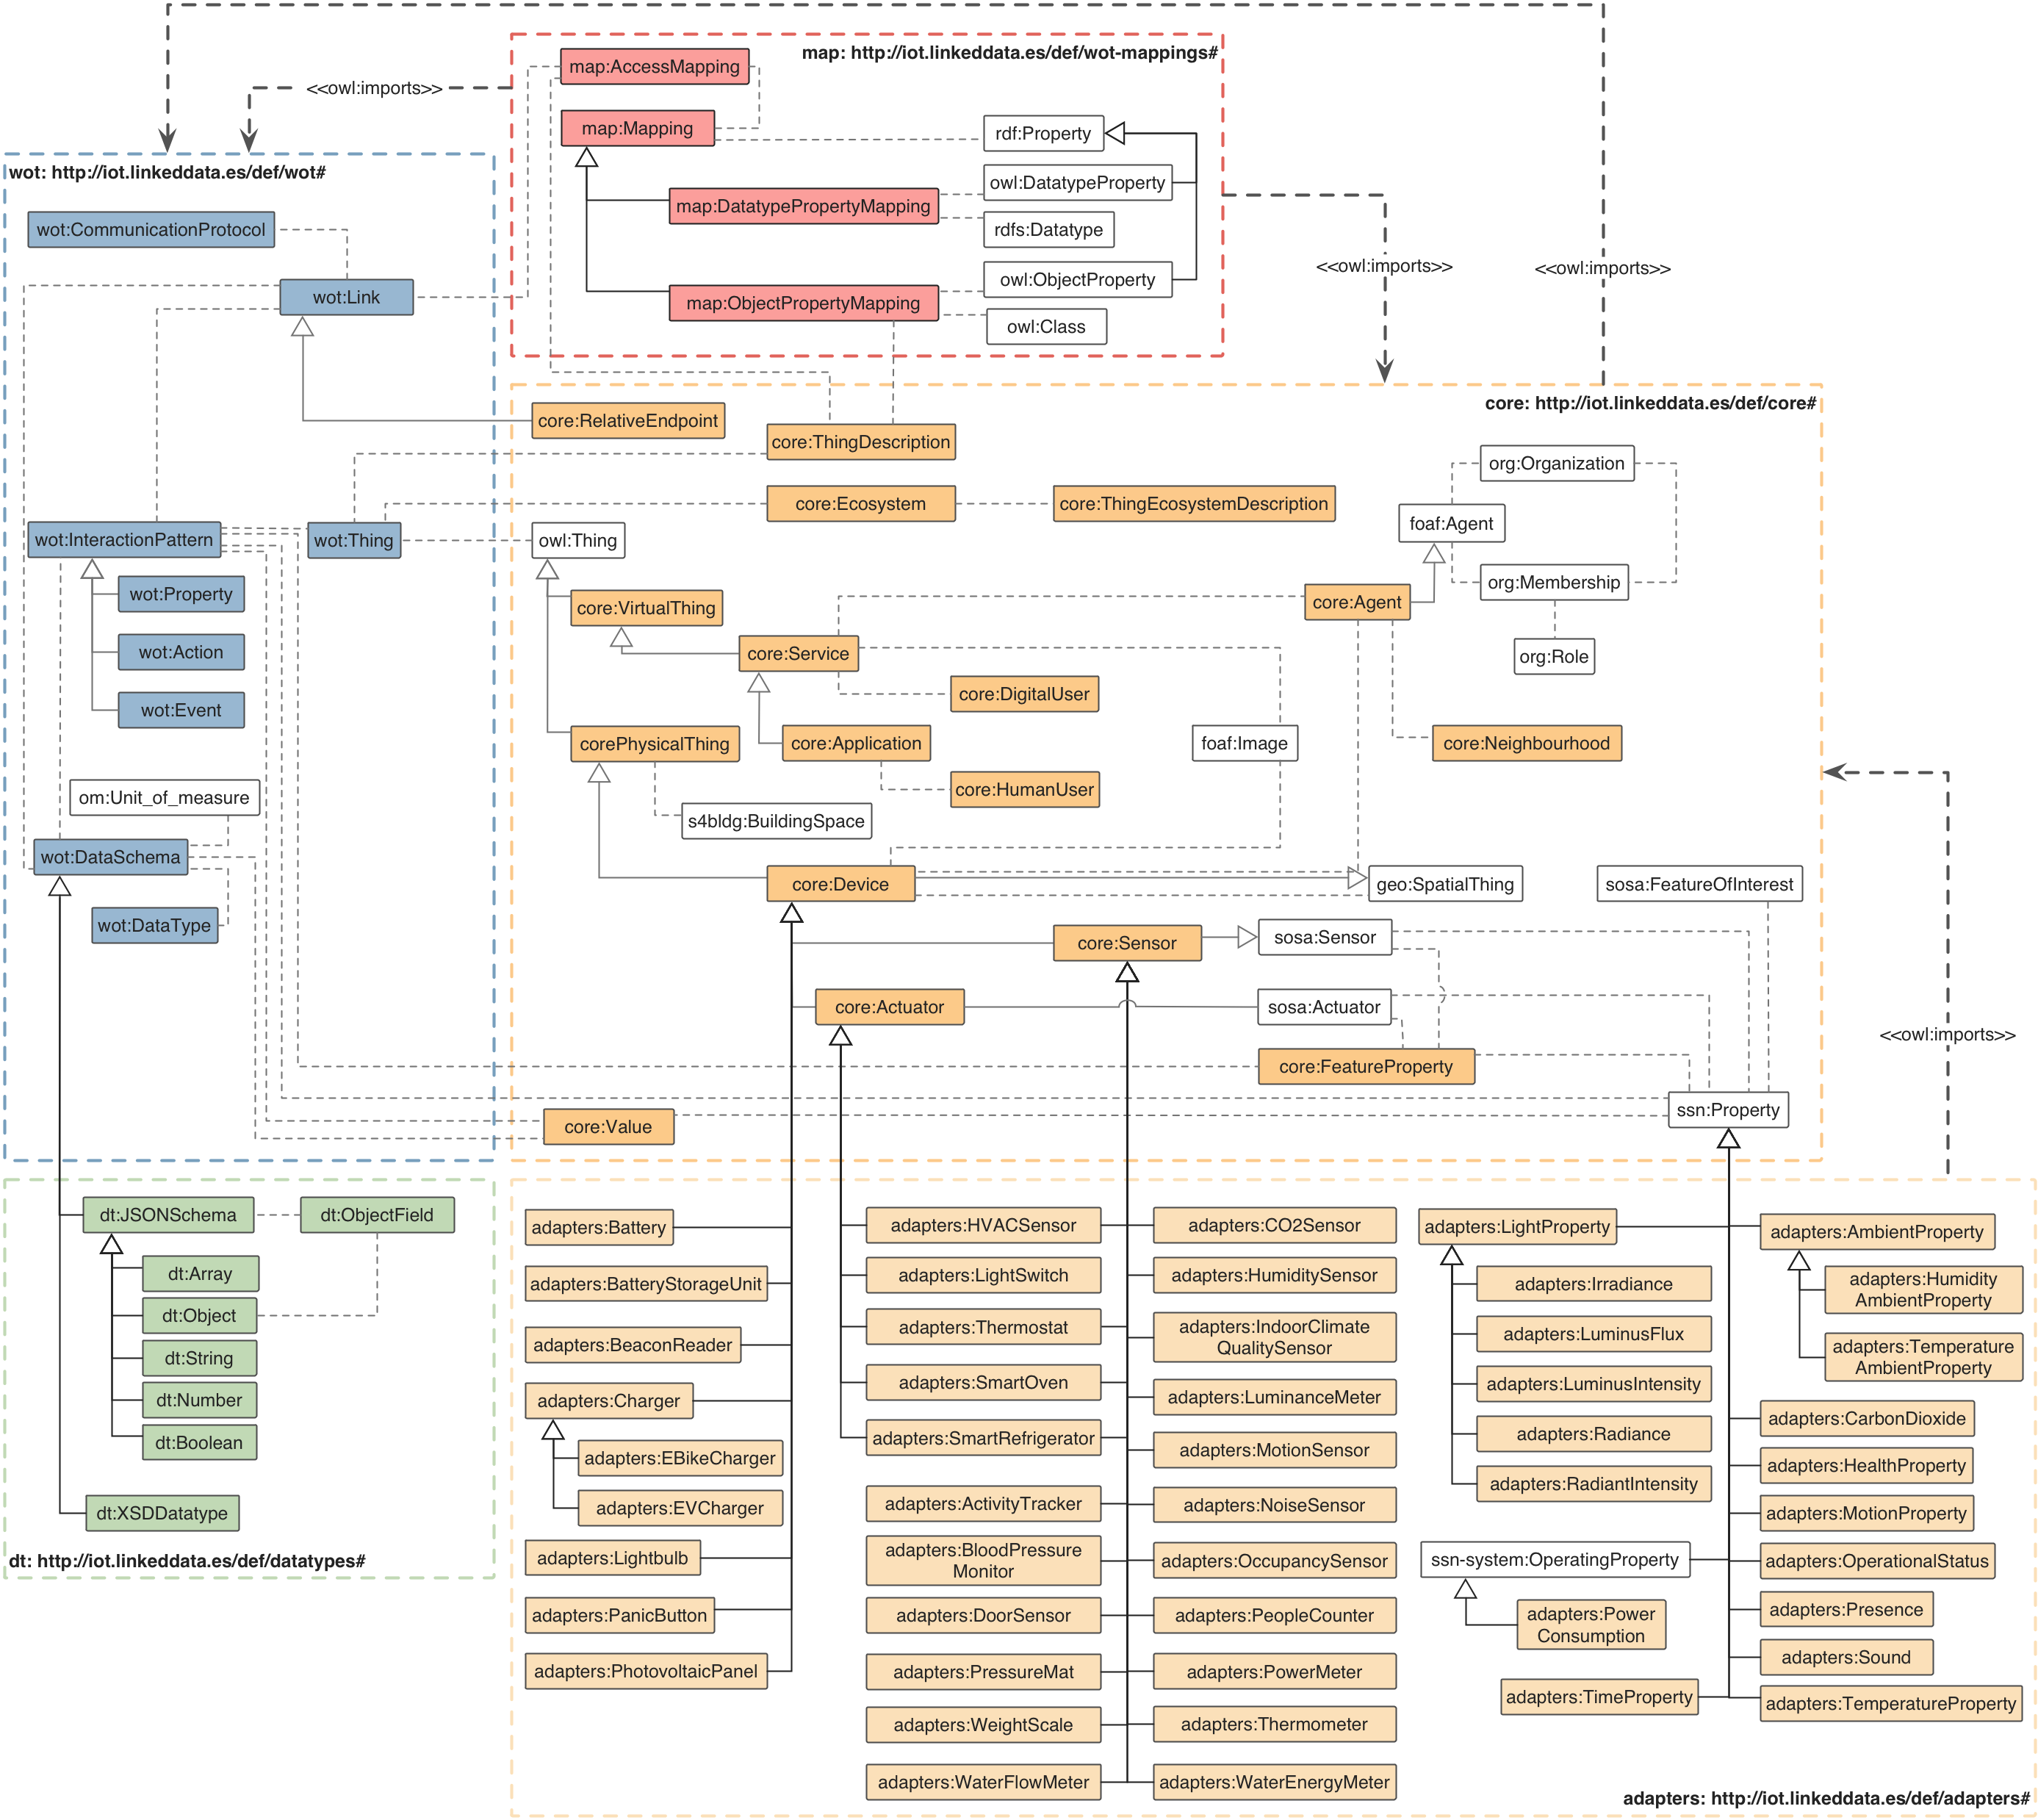 map: http://iot.linkeddata.es/def/wot-mappings#
map:AccessMapping
<<owl:imports>>
map:Mapping
rdf:Property
owl:DatatypeProperty
map:DatatypePropertyMapping
rdfs:Datatype
owl:ObjectProperty
map:ObjectPropertyMapping
owl:Class
<<owl:imports>>
<<owl:imports>>
wot: http://iot.linkeddata.es/def/wot#
wot:CommunicationProtocol
wot:Link
wot:InteractionPattern
wot:Thing
wot:Property
wot:Action
wot:Event
om:Unit_of_measure
wot:DataSchema
wot:DataType
core: http://iot.linkeddata.es/def/core#
core:RelativeEndpoint
core:ThingDescription
core:Ecosystem
core:ThingEcosystemDescription
org:Organization
foaf:Agent
owl:Thing
org:Membership
core:VirtualThing
core:Agent
core:Service
org:Role
core:DigitalUser
corePhysicalThing
core:Application
foaf:Image
core:Neighbourhood
core:HumanUser
s4bldg:BuildingSpace
core:Device
geo:SpatialThing
sosa:FeatureOfInterest
core:Sensor
sosa:Sensor
core:Actuator
sosa:Actuator
<<owl:imports>>
core:FeatureProperty
ssn:Property
core:Value
dt:JSONSchema
dt:ObjectField
dt:Array
dt:Object
dt:String
dt:Number
dt:Boolean
dt:XSDDatatype
dt: http://iot.linkeddata.es/def/datatypes#
adapters:Battery
adapters:BatteryStorageUnit
adapters:BeaconReader
adapters:Charger
adapters:EBikeCharger
adapters:EVCharger
adapters:Lightbulb
adapters:PanicButton
adapters:PhotovoltaicPanel
adapters:HVACSensor
adapters:LightSwitch
adapters:Thermostat
adapters:SmartOven
adapters:SmartRefrigerator
adapters:ActivityTracker
adapters:BloodPressure
Monitor
adapters:DoorSensor
adapters:PressureMat
adapters:WeightScale
adapters:WaterFlowMeter
adapters:CO2Sensor
adapters:HumiditySensor
adapters:IndoorClimate
QualitySensor
adapters:LuminanceMeter
adapters:MotionSensor
adapters:NoiseSensor
adapters:OccupancySensor
adapters:PeopleCounter
adapters:PowerMeter
adapters:Thermometer
adapters:WaterEnergyMeter
adapters:LightProperty
adapters:Irradiance
adapters:LuminusFlux
adapters:LuminusIntensity
adapters:Radiance
adapters:RadiantIntensity
ssn-system:OperatingProperty
adapters:Power
Consumption
adapters:TimeProperty
adapters:AmbientProperty
adapters:Humidity
AmbientProperty
adapters:Temperature
AmbientProperty
adapters:CarbonDioxide
adapters:HealthProperty
adapters:MotionProperty
adapters:OperationalStatus
adapters:Presence
adapters:Sound
adapters:TemperatureProperty
adapters: http://iot.linkeddata.es/def/adapters#